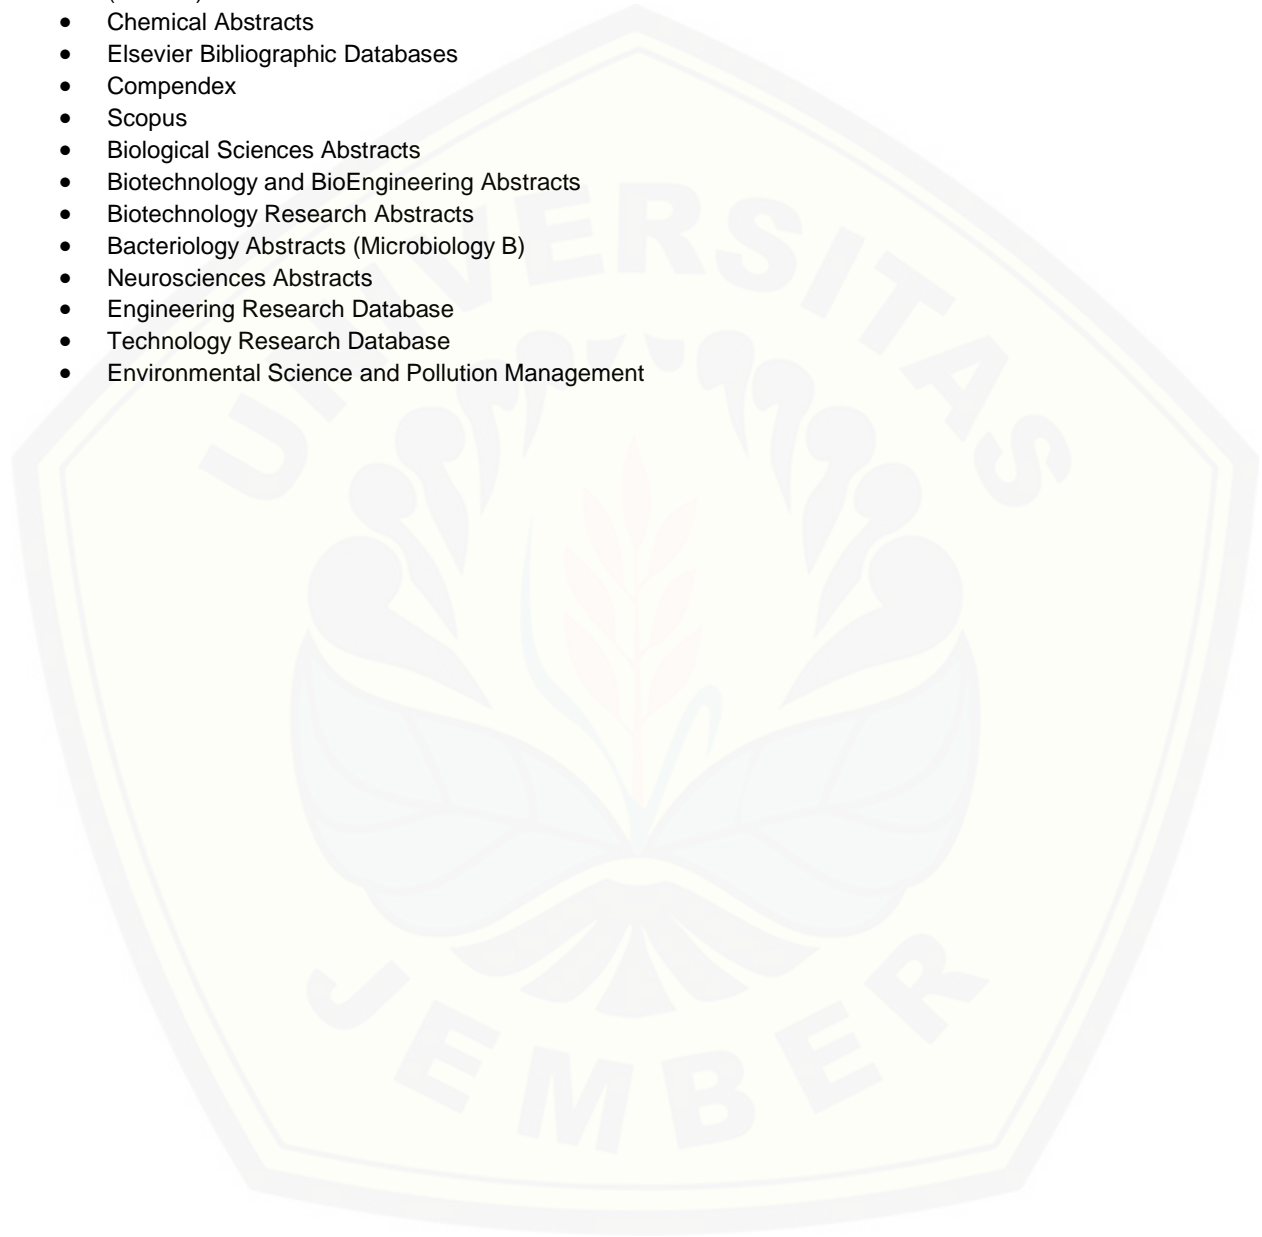 • Chemical Abstracts
• Elsevier Bibliographic Databases
• Compendex
• Scopus
• Biological Sciences Abstracts
• Biotechnology and BioEngineering Abstracts
• Biotechnology Research Abstracts
• Bacteriology Abstracts (Microbiology B)
• Neurosciences Abstracts
• Engineering Research Database
• Technology Research Database
• Environmental Science and Pollution Management
UNIVERSITAS
JEMBER